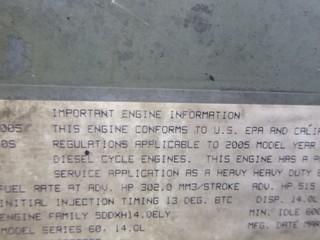 IMPORTANT ENGINE INFORMATION
2005 THIS ENGINE CONFORMS TO U.S. EPA AND CALIF
REGULATIONS APPLICABLE TO 2005 MODEL YEAR
DIESEL CYCLE ENGINES. THIS ENGINE HAS A
SERVICE APPLICATION AS A HEAVY HEAVY DUTY
FUEL RATE AT ADV. HP 302.0 MM3/STROKE ADV. HP 515
INITIAL INJECTION TIMING 13 DEG. BTC DISP. 14.0L
ENGINE FAMILY 5DDXH14.0ELY MIN. IDLE 600
MODEL SERIES 60, 14.0L MFG. DATE MAR